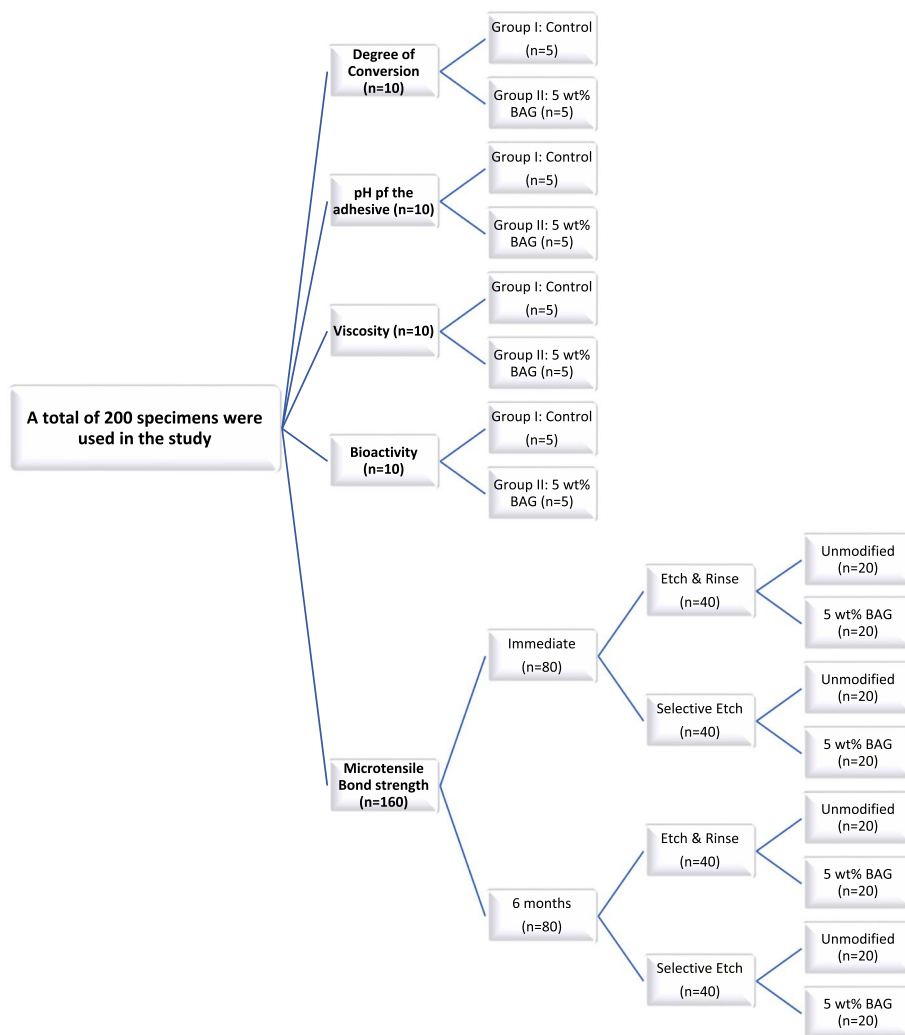 A total of 200 specimens were
used in the study
Degree of
Conversion
(n=10)
Group I: Control
(n=5)
Group II: 5 wt%
BAG (n=5)
pH pf the
adhesive (n=10)
Group I: Control
(n=5)
Group II: 5 wt%
BAG (n=5)
Viscosity (n=10)
Group I: Control
(n=5)
Group II: 5 wt%
BAG (n=5)
Bioactivity
(n=10)
Group I: Control
(n=5)
Group II: 5 wt%
BAG (n=5)
Microtensile
Bond strength
(n=160)
Immediate
(n=80)
Etch & Rinse
(n=40)
Unmodified
(n=20)
5 wt% BAG
(n=20)
Selective Etch
(n=40)
Unmodified
(n=20)
5 wt% BAG
(n=20)
6 months
(n=80)
Etch & Rinse
(n=40)
Unmodified
(n=20)
5 wt% BAG
(n=20)
Selective Etch
(n=40)
Unmodified
(n=20)
5 wt% BAG
(n=20)